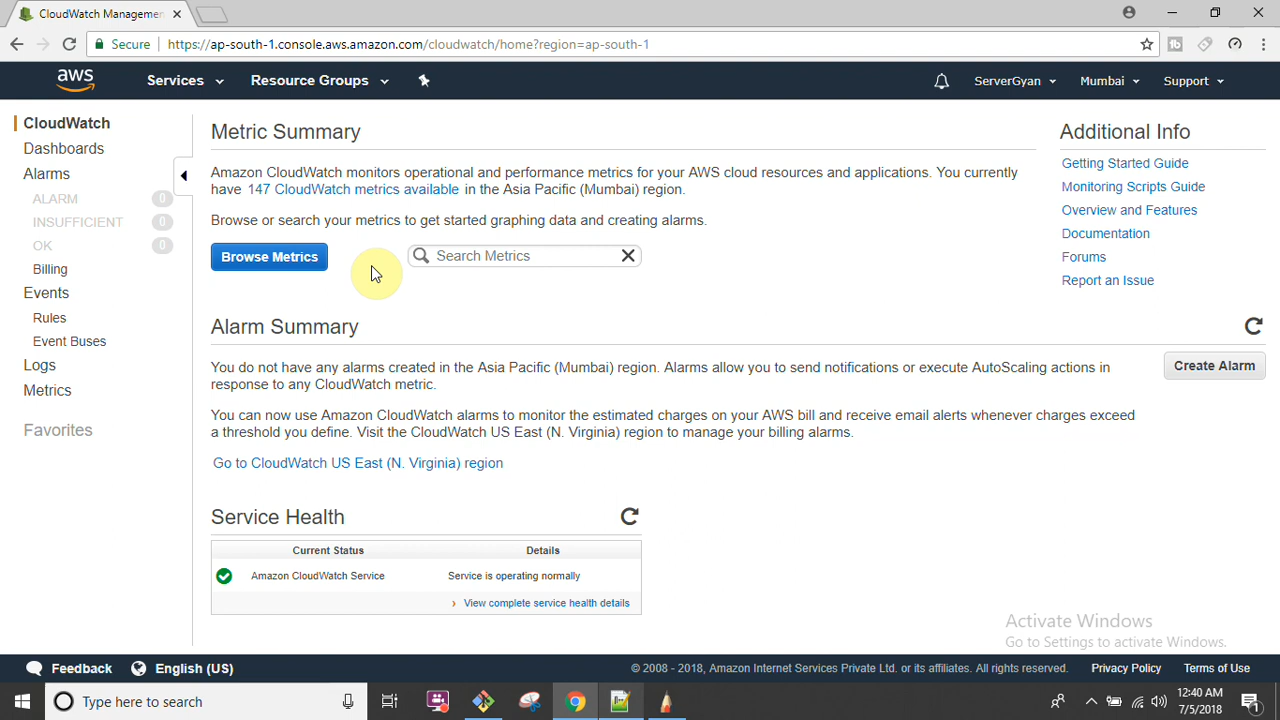 CloudWatch Managemen
Secure
https://ap-south-1.console.aws.amazon.com/cloudwatch/home?region=ap-south-1
aws
Services
Resource Groups
ServerGyan
Mumbai
Support
CloudWatch
Dashboards
Alarms
ALARM 0
INSUFFICIENT 0
OK 0
Billing
Events
Rules
Event Buses
Logs
Metrics
Favorites
Metric Summary
Amazon CloudWatch monitors operational and performance metrics for your AWS cloud resources and applications. You currently
have 147 CloudWatch metrics available in the Asia Pacific (Mumbai) region.
Browse or search your metrics to get started graphing data and creating alarms.
Browse Metrics
Search Metrics
Alarm Summary
You do not have any alarms created in the Asia Pacific (Mumbai) region. Alarms allow you to send notifications or execute AutoScaling actions in
response to any CloudWatch metric.
Create Alarm
You can now use Amazon CloudWatch alarms to monitor the estimated charges on your AWS bill and receive email alerts whenever charges exceed
a threshold you define. Visit the CloudWatch US East (N. Virginia) region to manage your billing alarms.
Go to CloudWatch US East (N. Virginia) region
Service Health
Current Status Details
Amazon CloudWatch Service Service is operating normally
View complete service health details
Additional Info
Getting Started Guide
Monitoring Scripts Guide
Overview and Features
Documentation
Forums
Report an Issue
Activate Windows
Go to Settings to activate Windows.
Feedback
English (US)
© 2008 - 2018, Amazon Internet Services Private Ltd. or its affiliates. All rights reserved.
Privacy Policy
Terms of Use
Type here to search
12:40 AM
7/5/2018
1